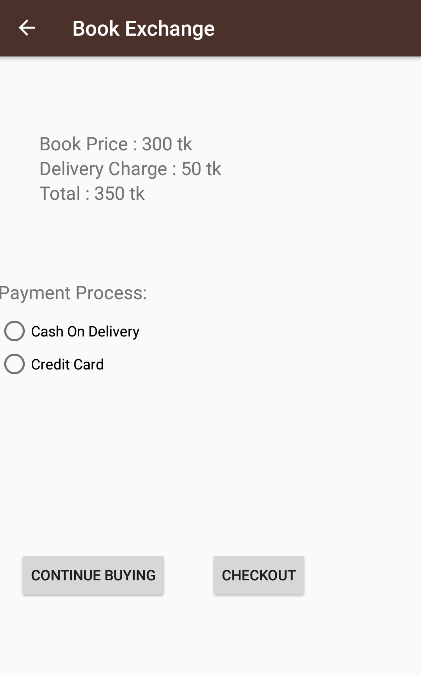 Book Exchange
Book Price : 300 tk
Delivery Charge : 50 tk
Total : 350 tk
Payment Process:
Cash On Delivery
Credit Card
CONTINUE BUYING
CHECKOUT